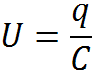 U = q/C